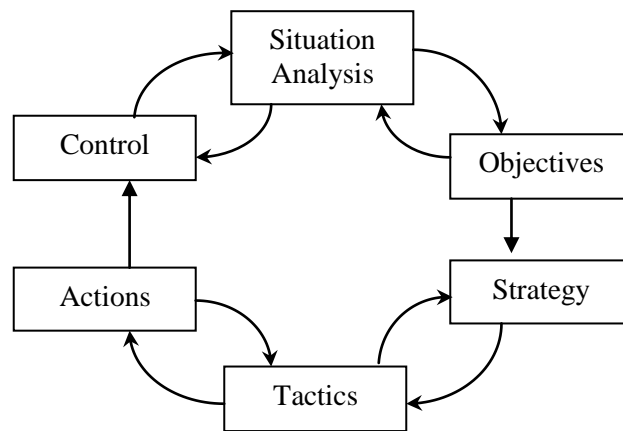 Situation
Analysis
Control
Objectives
Actions
Strategy
Tactics